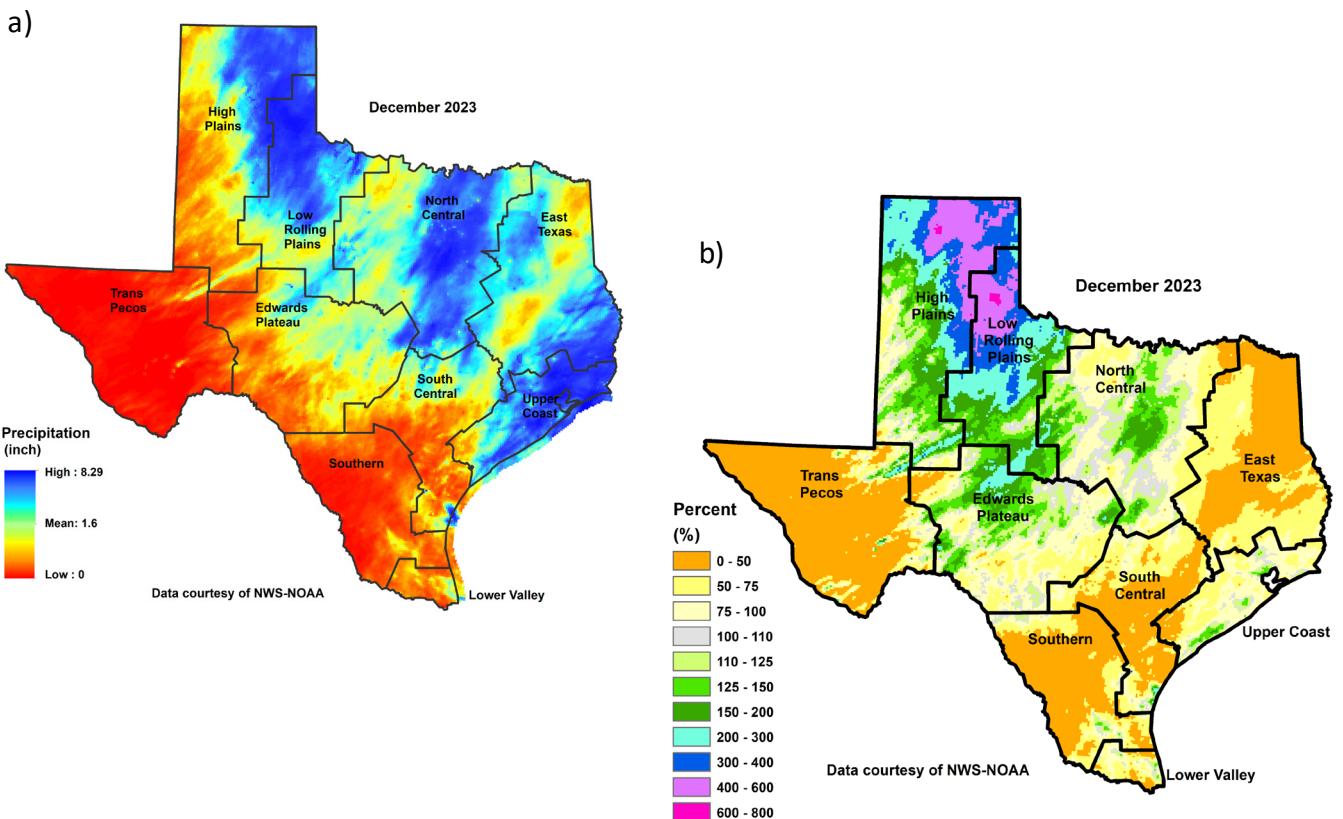 a)
December 2023
High
Plains
North
Central
Low
Rolling
Plains
East
Texas
Trans
Pecos
Edwards
Plateau
South
Central
Upper
Coast
Southern
Precipitation
(inch)
High : 8.29
Mean: 1.6
Low : 0
Data courtesy of NWS-NOAA
Lower Valley
b)
December 2023
High
Plains
Low
Rolling
Plains
North
Central
East
Texas
Trans
Pecos
Edwards
Plateau
South
Central
Upper Coast
Southern
Percent
(%)
0 - 50
50 - 75
75 - 100
100 - 110
110 - 125
125 - 150
150 - 200
200 - 300
300 - 400
400 - 600
600 - 800
Data courtesy of NWS-NOAA
Lower Valley